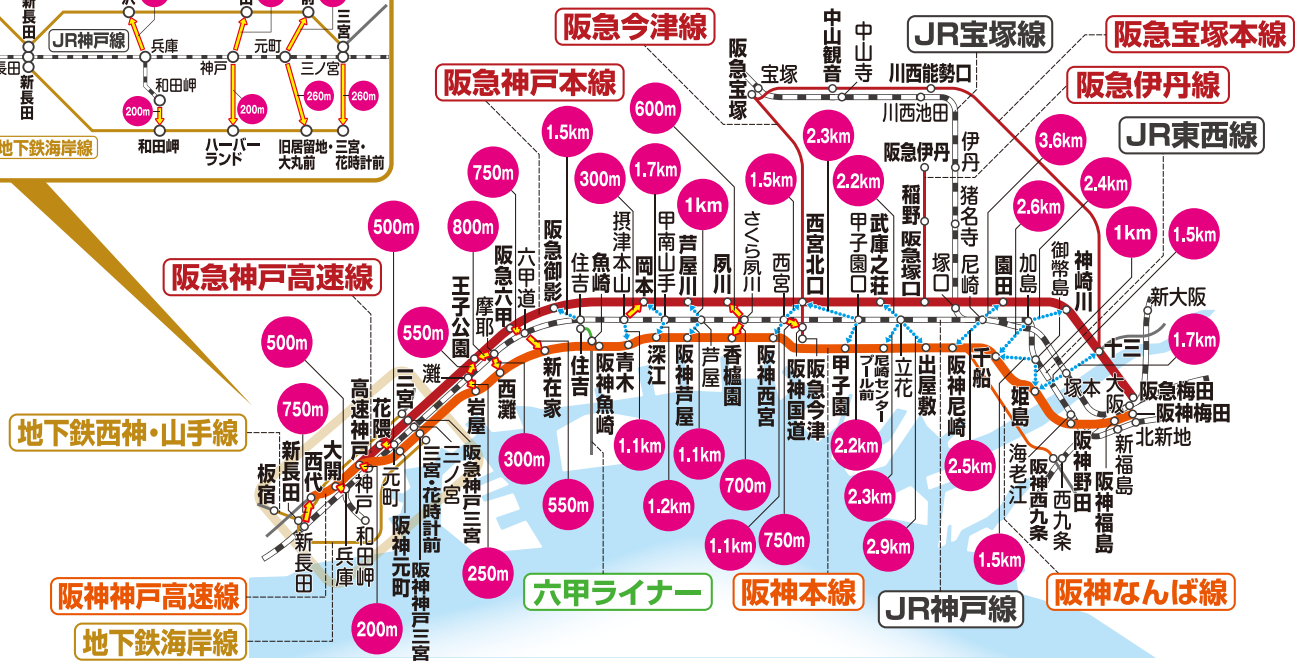 新長田
JR神戸線
兵庫
神戸
元町
三ノ宮
三宮
長田
新長田
和田岬
200m
200m
260m
260m
和田岬
ハーバー
ランド
旧居留地・
大丸前
三宮・
花時計前
地下鉄海岸線
阪急今津線
JR宝塚線
阪急宝塚本線
阪急神戸本線
阪急伊丹線
JR東西線
阪急神戸高速線
阪急宝塚
宝塚
中山観音
中山寺
川西能勢口
川西池田
阪急伊丹
伊丹
稲野
猪名寺
500m
800m
750m
1.5km
300m
600m
1.7km
1km
1.5km
2.3km
2.2km
3.6km
2.6km
2.4km
1km
1.5km
1.7km
550m
500m
750m
板宿
新長田
西代
大開
高速神戸
花隈
三宮
灘
王子公園
摩耶
阪急六甲
六甲道
阪急御影
住吉
魚崎
摂津本山
岡本
甲南山手
芦屋川
夙川
さくら夙川
西宮
西宮北口
甲子園口
武庫之荘
阪急塚口
塚口
尼崎
園田
加島
御幣島
神崎川
新大阪
十三
塚本
大阪
阪急梅田
阪神梅田
北新地
新福島
阪神福島
阪神野田
海老江
阪神西九条
西九条
姫島
千船
阪神尼崎
出屋敷
立花
尼崎センター
プール前
甲子園
阪急今津
阪神国道
阪神西宮
香櫨園
芦屋
阪神芦屋
深江
青木
阪神魚崎
住吉
新在家
西灘
岩屋
阪急神戸三宮
三ノ宮
三宮・花時計前
阪神神戸三宮
阪神元町
元町
神戸
和田岬
兵庫
新長田
200m
250m
300m
550m
1.1km
1.2km
1.1km
700m
1.1km
750m
2.2km
2.3km
2.9km
2.5km
1.5km
地下鉄西神・山手線
阪神神戸高速線
地下鉄海岸線
六甲ライナー
阪神本線
JR神戸線
阪神なんば線